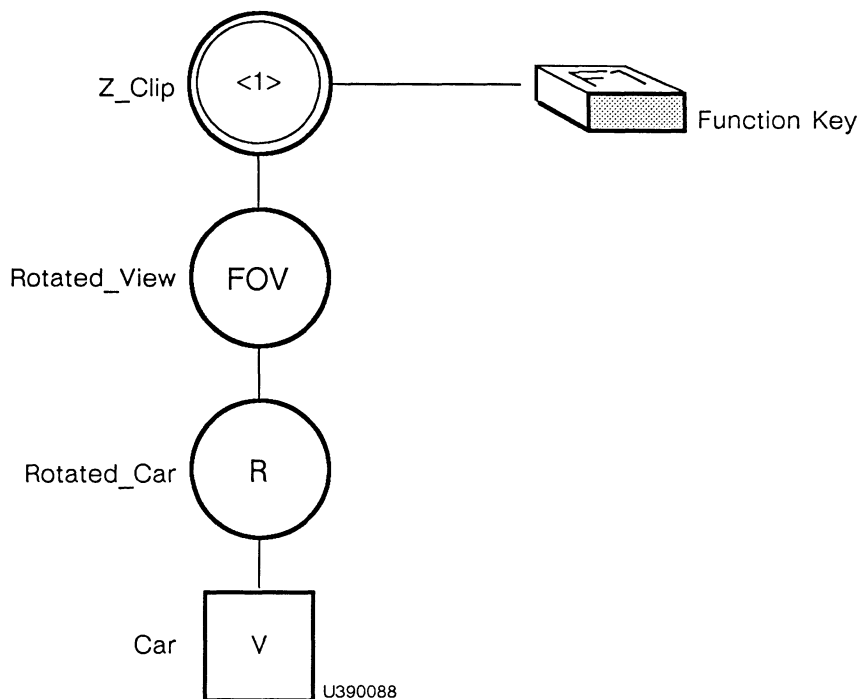 Z_Clip
<1>
F1
Function Key
Rotated_View
FOV
Rotated_Car
R
Car
V
U390088